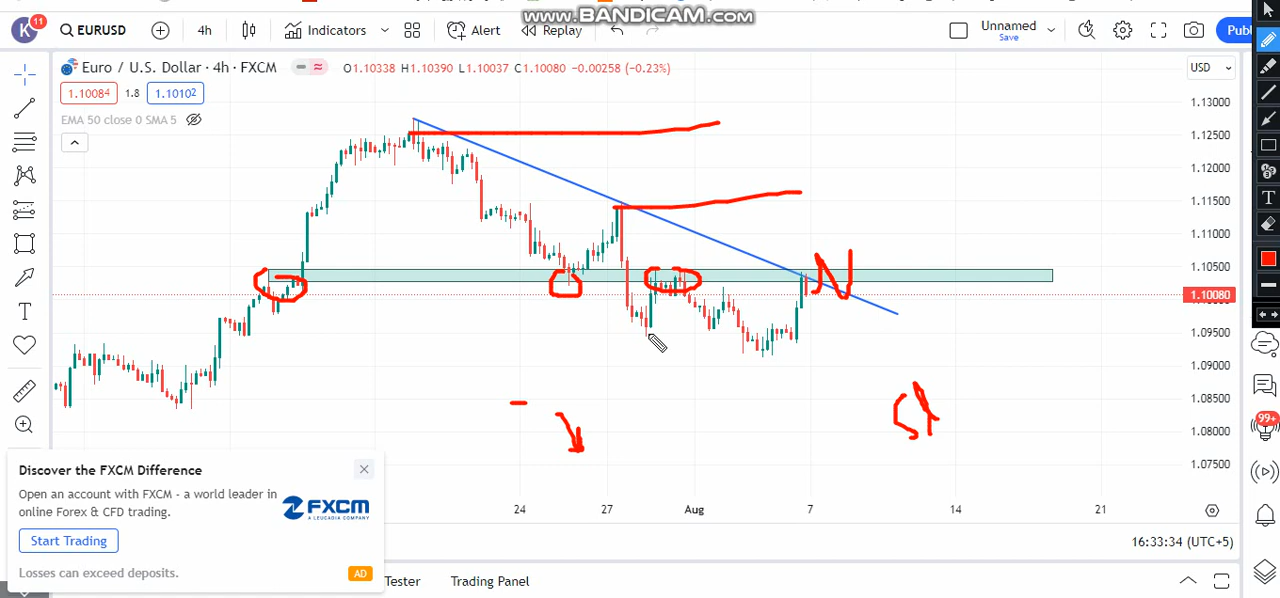 www.BANDICAM.com
K 11 EURUSD 4h Indicators Alert Replay Unnamed Save Publ
Euro / U.S. Dollar · 4h · FXCM O1.10338 H1.10390 L1.10037 C1.10080 −0.00258 (−0.23%) USD
1.10084 1.8 1.10102
EMA 50 close 0 SMA 5
1.13000
1.12500
1.12000
1.11500
1.11000
1.10500
1.10080
1.09500
1.09000
1.08500
1.08000
1.07500
N
99+
Discover the FXCM Difference
Open an account with FXCM - a world leader in
online Forex & CFD trading.
FXCM
A LEUCADIA COMPANY
Start Trading
Losses can exceed deposits. AD
24 27 Aug 7 14 21
16:33:34 (UTC+5)
Tester Trading Panel